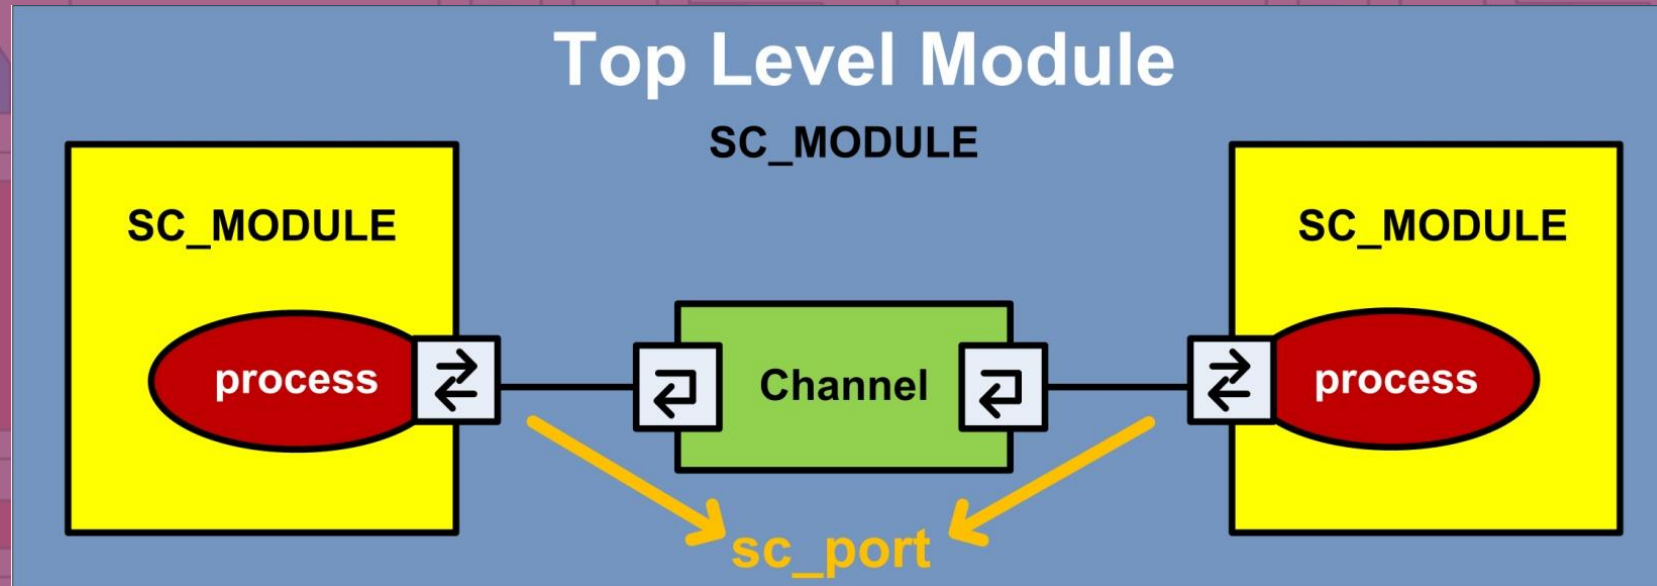 Top Level Module
SC_MODULE
SC_MODULE
SC_MODULE
process
Channel
process
sc_port